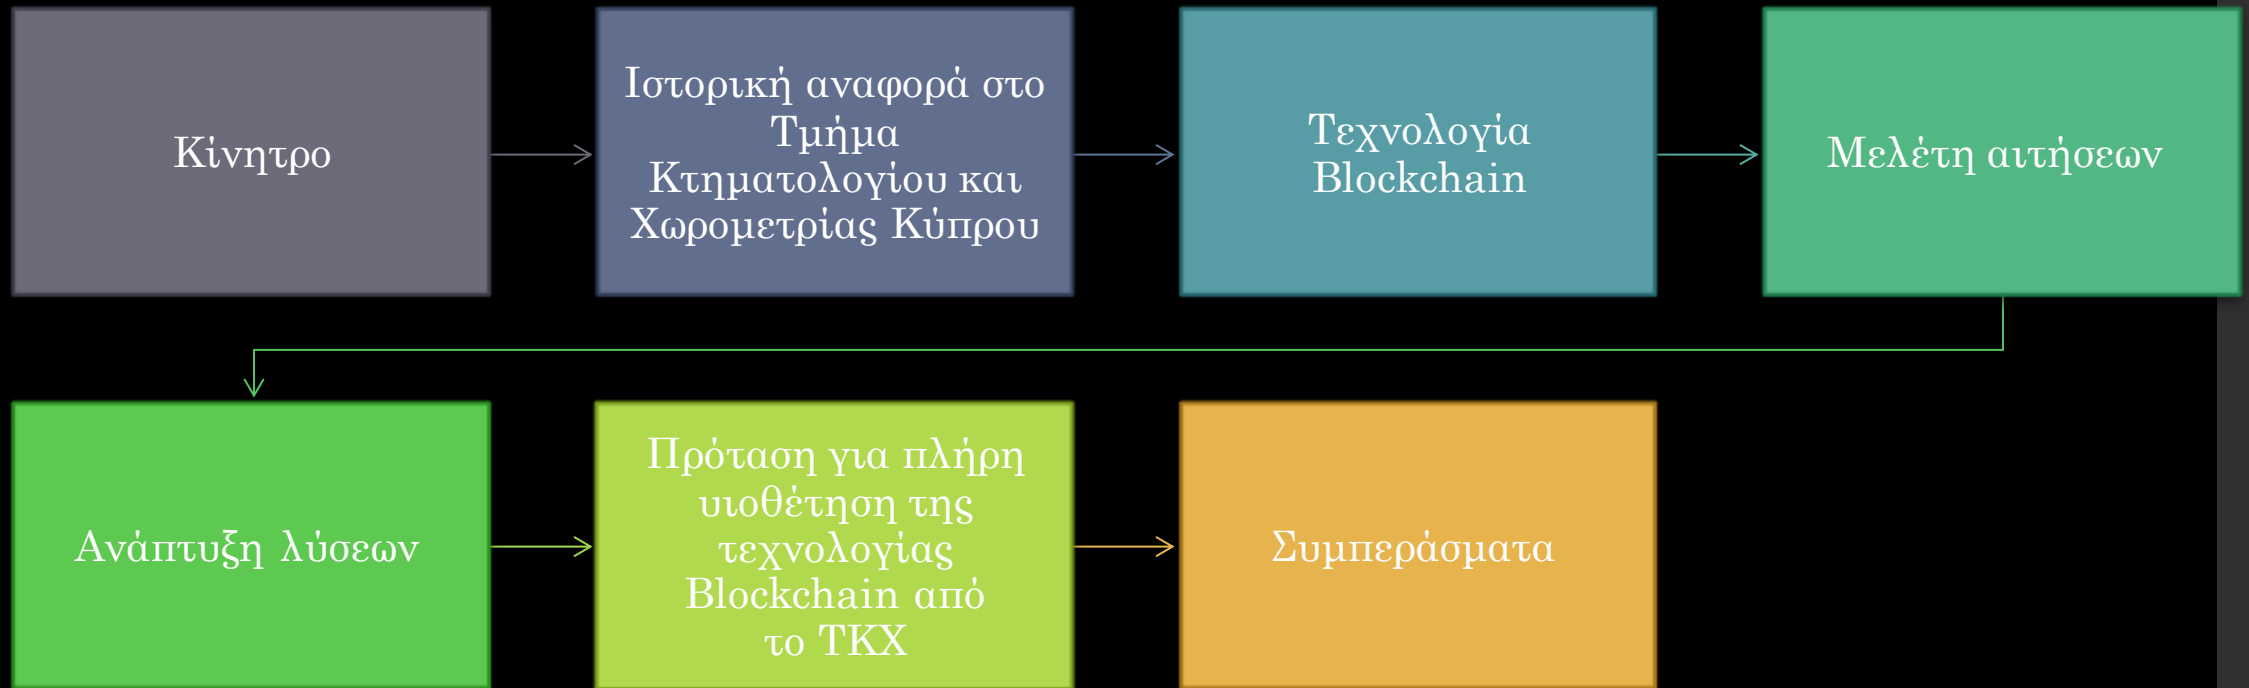 Κίνητρο
Ιστορική αναφορά στο
Τμήμα
Κτηματολογίου και
Χωρομετρίας Κύπρου
Τεχνολογία
Blockchain
Μελέτη αιτήσεων
Ανάπτυξη λύσεων
Πρόταση για πλήρη
υιοθέτηση της
τεχνολογίας
Blockchain από
το ΤΚΧ
Συμπεράσματα